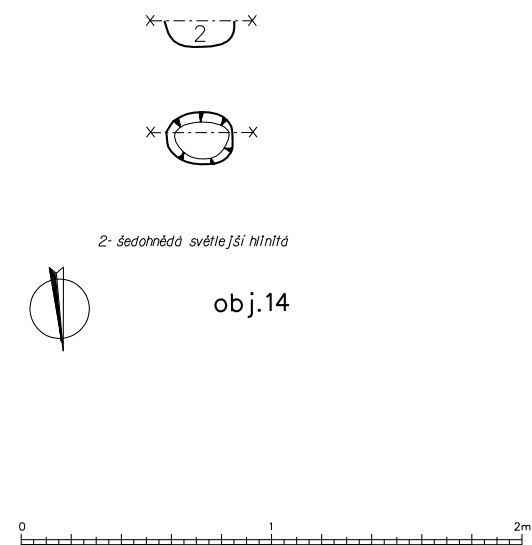 2
2- šedohnědá světlejší hlinitá
obj.14
0 1 2m